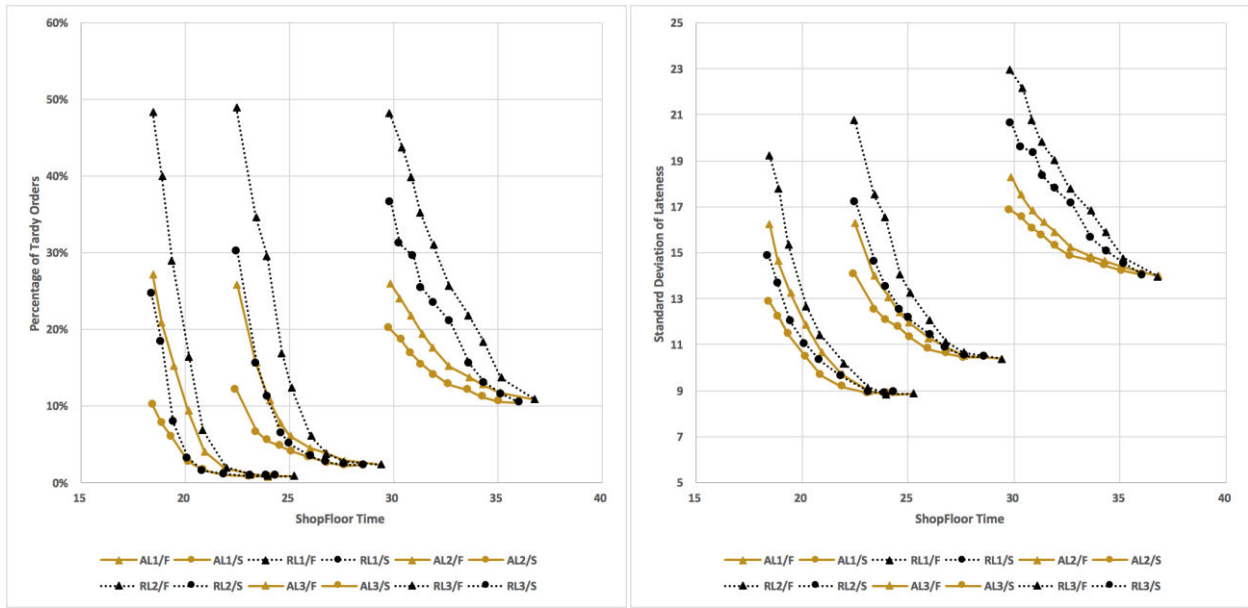 60%
50%
40%
30%
20%
10%
0%
Percentage of Tardy Orders
15 20 25 30 35 40
ShopFloor Time
AL1/F AL1/S RL1/F RL1/S AL2/F AL2/S
RL2/F RL2/S AL3/F AL3/S RL3/F RL3/S
25
23
21
19
17
15
13
11
9
7
5
Standard Deviation of Lateness
15 20 25 30 35 40
ShopFloor Time
AL1/F AL1/S RL1/F RL1/S AL2/F AL2/S
RL2/F RL2/S AL3/F AL3/S RL3/F RL3/S